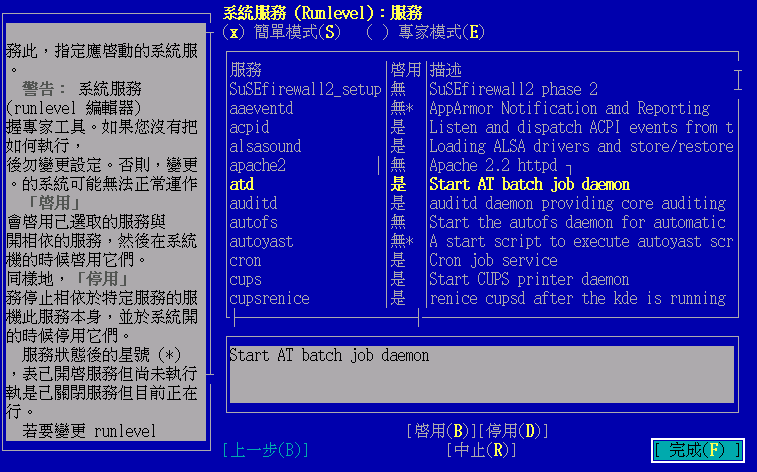 系統服務 (Runlevel)：服務
(x) 簡單模式(S) ( ) 專家模式(E)
務此，指定應啓動的系統服
。
警告： 系統服務
(runlevel 編輯器)
握專家工具。如果您沒有把
如何執行，
後勿變更設定。否則，變更
。的系統可能無法正常運作
「啓用」
會啓用已選取的服務與
開相依的服務，然後在系統
機的時候啓用它們。
同樣地，「停用」
務停止相依於特定服務的服
機此服務本身，並於系統開
的時候停用它們。
服務狀態後的星號 (*)
，表已開啓服務但尚未執行
執是已關閉服務但目前正在
行。
若要變更 runlevel
服務 啓用 描述
SuSEfirewall2_setup 無 SuSEfirewall2 phase 2
aaeventd 無* AppArmor Notification and Reporting
acpid 是 Listen and dispatch ACPI events from t
alsasound 是 Loading ALSA drivers and store/restore
apache2 無 Apache 2.2 httpd
atd 是 Start AT batch job daemon
auditd 是 auditd daemon providing core auditing
autofs 無 Start the autofs daemon for automatic
autoyast 無* A start script to execute autoyast scr
cron 是 Cron job service
cups 是 Start CUPS printer daemon
cupsrenice 是 renice cupsd after the kde is running
Start AT batch job daemon
[啓用(B)][停用(D)]
[上一步(B)] [中止(R)] [ 完成(F) ]